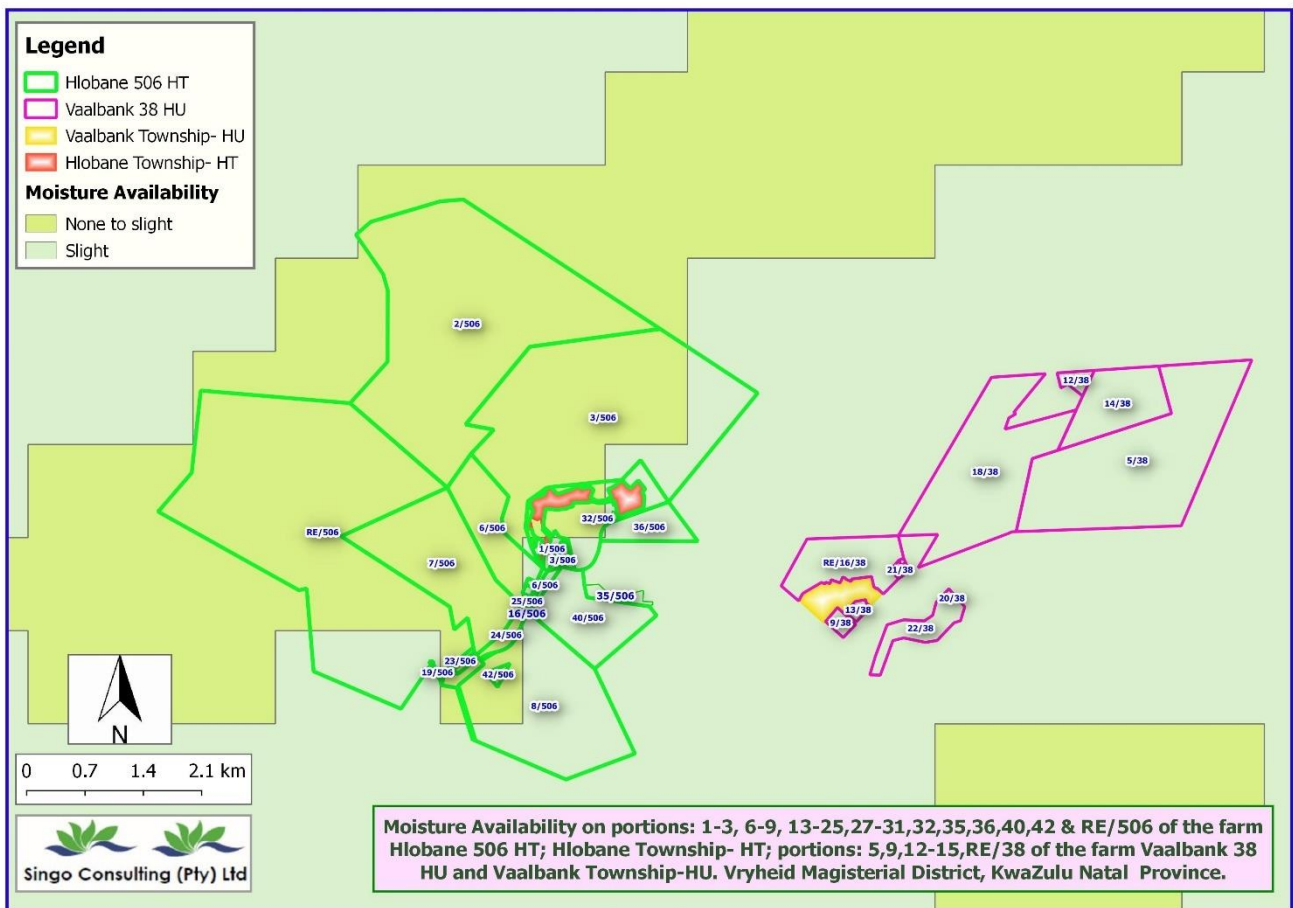 Legend
Hlobane 506 HT
Vaalbank 38 HU
Vaalbank Township- HU
Hlobane Township- HT
Moisture Availability
None to slight
Slight
2/506
3/506
12/38
14/38
18/38
5/38
RE/506
6/506
32/506
36/506
1/506
3/506
7/506
6/506
35/506
25/506
16/506
40/506
24/506
23/506
19/506
42/506
8/506
RE/16/38
21/38
20/38
13/38
9/38
22/38
N
0 0.7 1.4 2.1 km
Singo Consulting (Pty) Ltd
Moisture Availability on portions: 1-3, 6-9, 13-25,27-31,32,35,36,40,42 & RE/506 of the farm
Hlobane 506 HT; Hlobane Township- HT; portions: 5,9,12-15,RE/38 of the farm Vaalbank 38
HU and Vaalbank Township-HU. Vryheid Magisterial District, KwaZulu Natal Province.